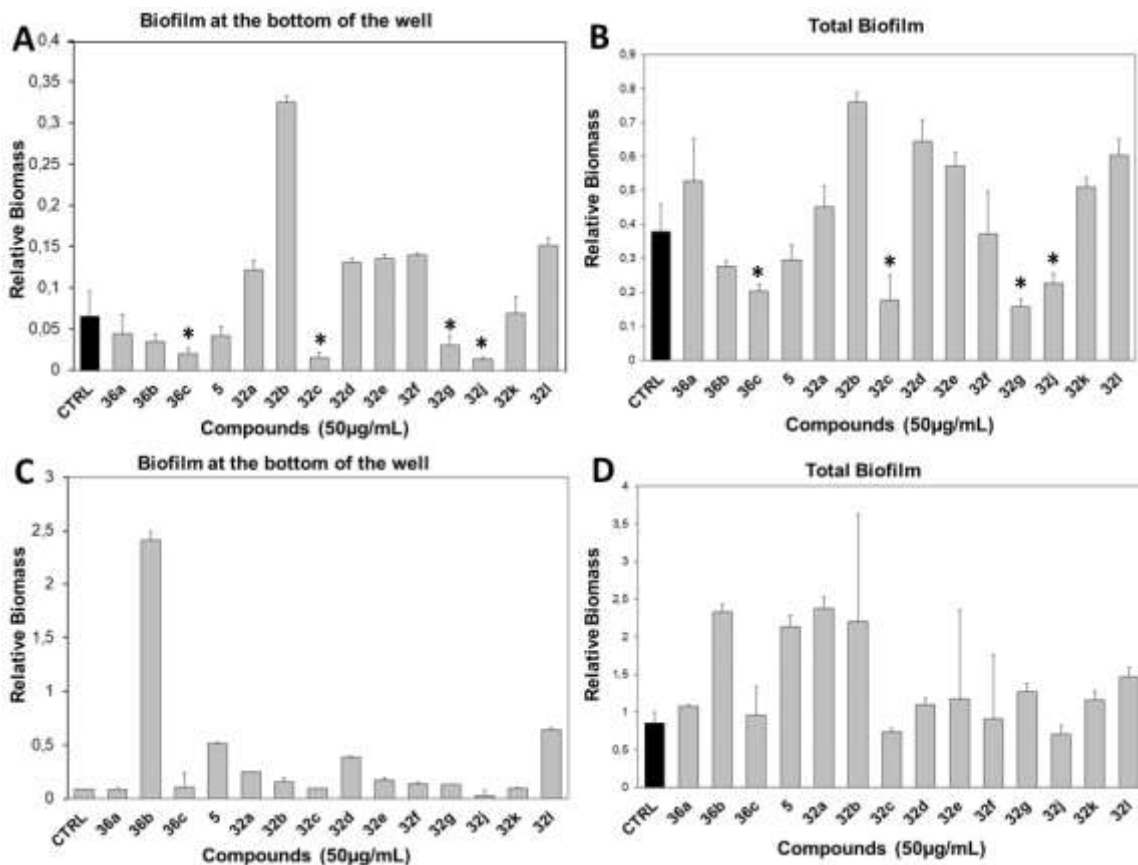 A
Biofilm at the bottom of the well
Relative Biomass
0,4
0,35
0,3
0,25
0,2
0,15
0,1
0,05
0
CTRL 36a 36b 36c 5 32a 32b 32c 32d 32e 32f 32g 32j 32k 32l
* * * *
Compounds (50µg/mL)
B
Total Biofilm
Relative Biomass
0,9
0,8
0,7
0,6
0,5
0,4
0,3
0,2
0,1
0
CTRL 36a 36b 36c 5 32a 32b 32c 32d 32e 32f 32g 32j 32k 32l
* * * *
Compounds (50µg/mL)
C
Biofilm at the bottom of the well
Relative Biomass
3
2,5
2
1,5
1
0,5
0
CTRL 36a 36b 36c 5 32a 32b 32c 32d 32e 32f 32g 32j 32k 32l
Compounds (50µg/mL)
D
Total Biofilm
Relative Biomass
4
3,5
3
2,5
2
1,5
1
0,5
0
CTRL 36a 36b 36c 5 32a 32b 32c 32d 32e 32f 32g 32j 32k 32l
Compounds (50µg/mL)